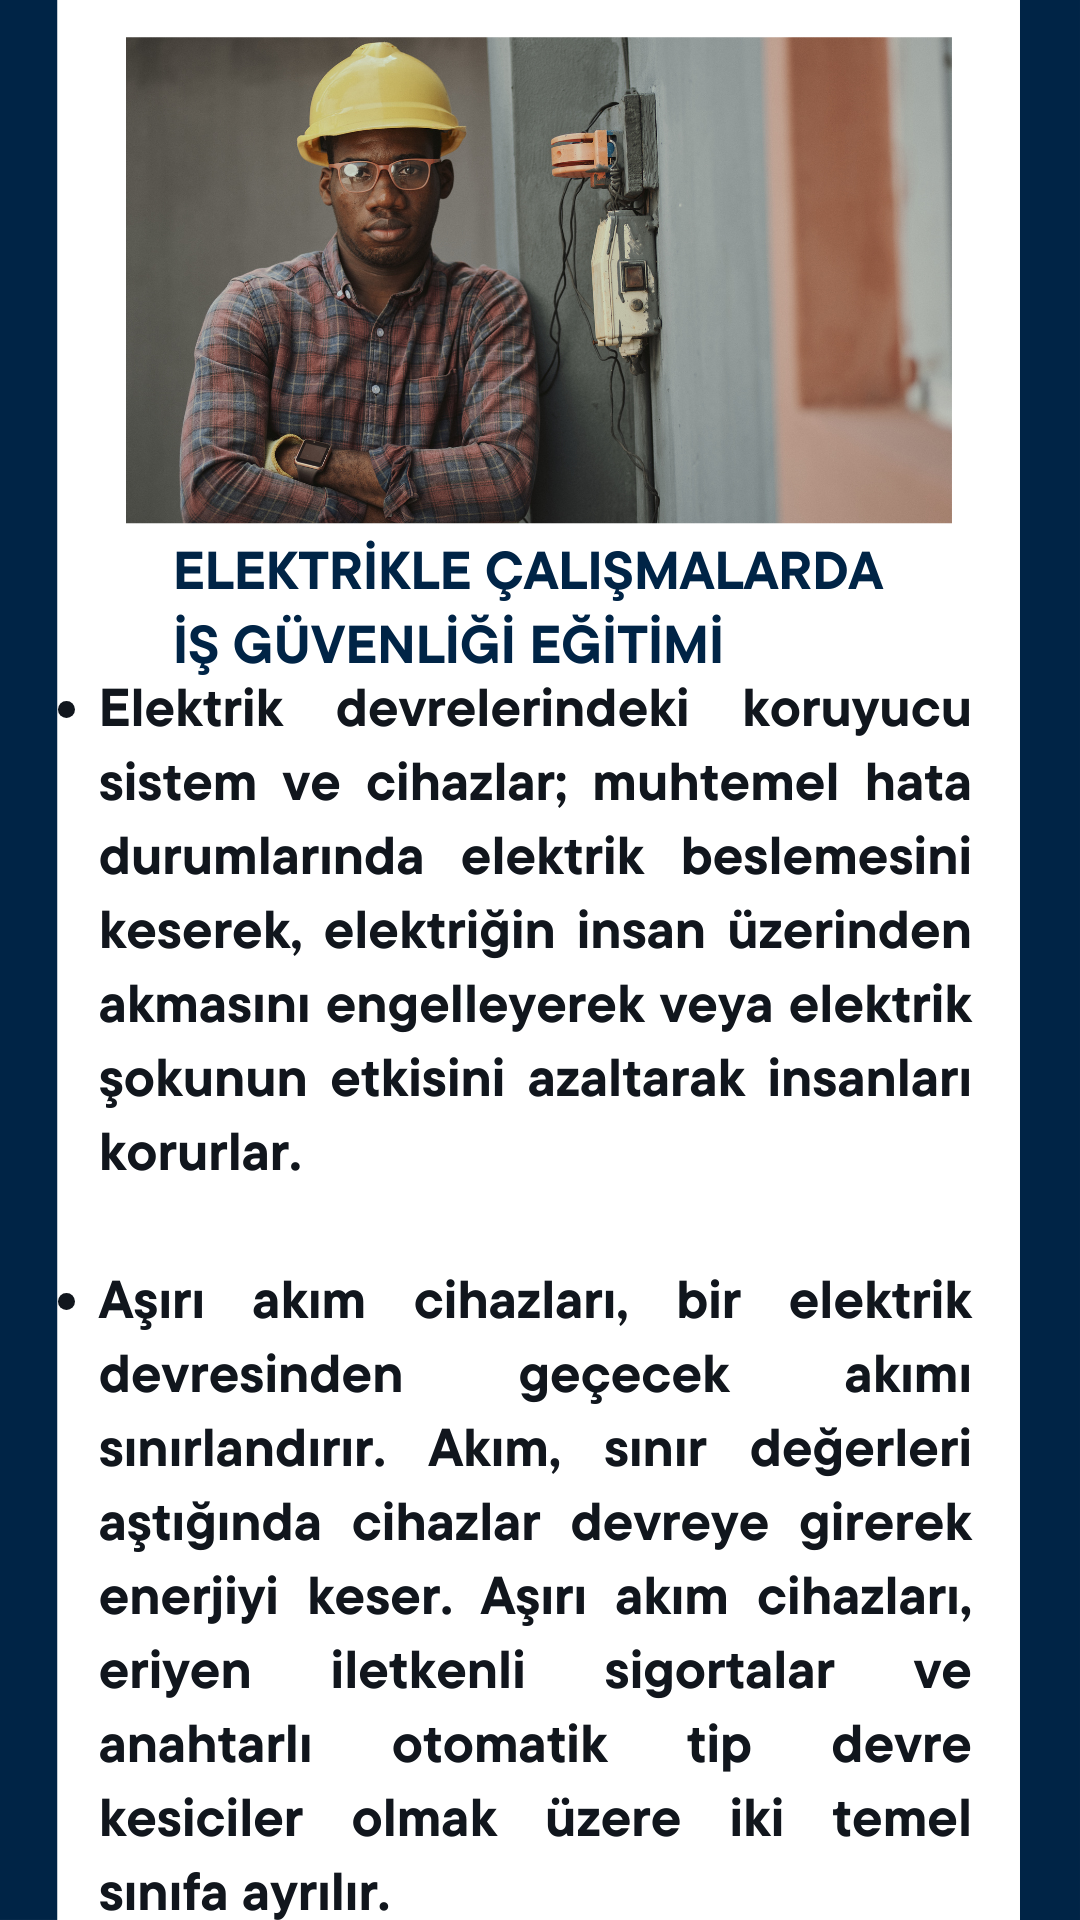 ELEKTRİKLE ÇALIŞMALARDA
İŞ GÜVENLİĞİ EĞİTİMİ
• Elektrik devrelerindeki koruyucu
sistem ve cihazlar; muhtemel hata
durumlarında elektrik beslemesini
keserek, elektriğin insan üzerinden
akmasını engelleyerek veya elektrik
şokunun etkisini azaltarak insanları
korurlar.
• Aşırı akım cihazları, bir elektrik
devresinden geçecek akımı
sınırlandırır. Akım, sınır değerleri
aştığında cihazlar devreye girerek
enerjiyi keser. Aşırı akım cihazları,
eriyen iletkenli sigortalar ve
anahtarlı otomatik tip devre
kesiciler olmak üzere iki temel
sınıfa ayrılır.